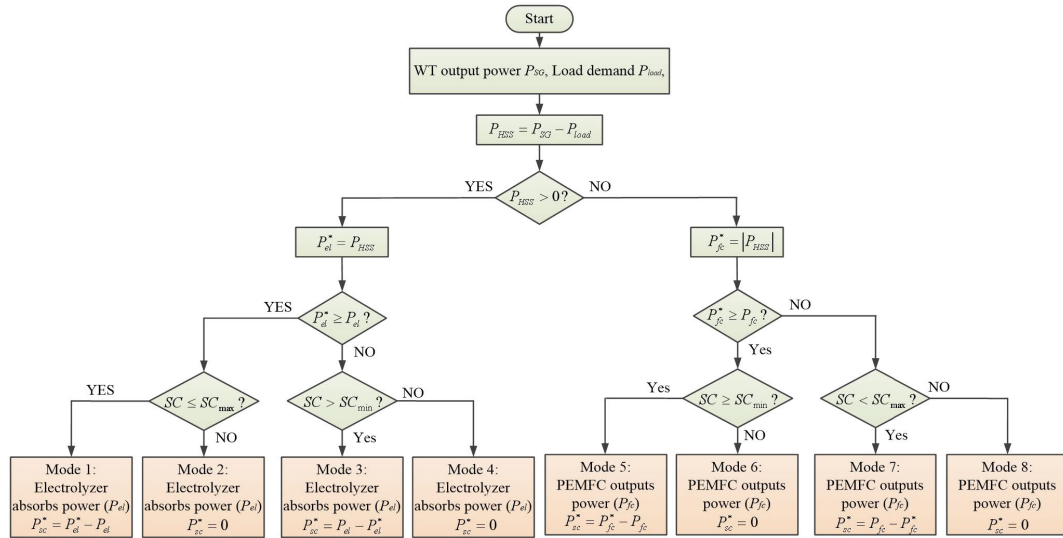 Start
WT output power P_SG, Load demand P_load,
P_HSS = P_SG − P_load
YES
NO
P_HSS > 0 ?
P*_el = P_HSS
P*_fc = |P_HSS|
YES
P*_el ≥ P_el ?
NO
P*_fc ≥ P_fc ?
NO
Yes
YES
SC ≤ SC_max ?
NO
SC > SC_min ?
NO
Yes
Yes
SC ≥ SC_min ?
NO
SC < SC_max ?
NO
Yes
Mode 1:
Electrolyzer
absorbs power (P_el)
P*_sc = P*_el − P_el
Mode 2:
Electrolyzer
absorbs power (P_el)
P*_sc = 0
Mode 3:
Electrolyzer
absorbs power (P_el)
P*_sc = P_el − P*_el
Mode 4:
Electrolyzer
absorbs power (P_el)
P*_sc = 0
Mode 5:
PEMFC outputs
power (P_fc)
P*_sc = P*_fc − P_fc
Mode 6:
PEMFC outputs
power (P_fc)
P*_sc = 0
Mode 7:
PEMFC outputs
power (P_fc)
P*_sc = P_fc − P*_fc
Mode 8:
PEMFC outputs
power (P_fc)
P*_sc = 0